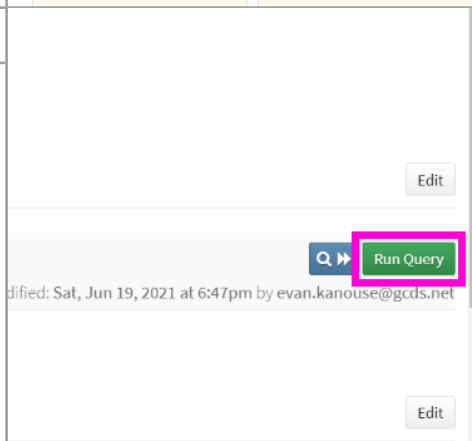 Edit
Run Query
dified: Sat, Jun 19, 2021 at 6:47pm by evan.kanouse@gcds.net
Edit